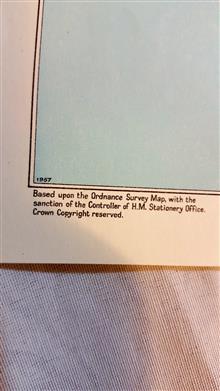 1957
Based upon the Ordnance Survey Map, with the
sanction of the Controller of H.M. Stationery Office.
Crown Copyright reserved.